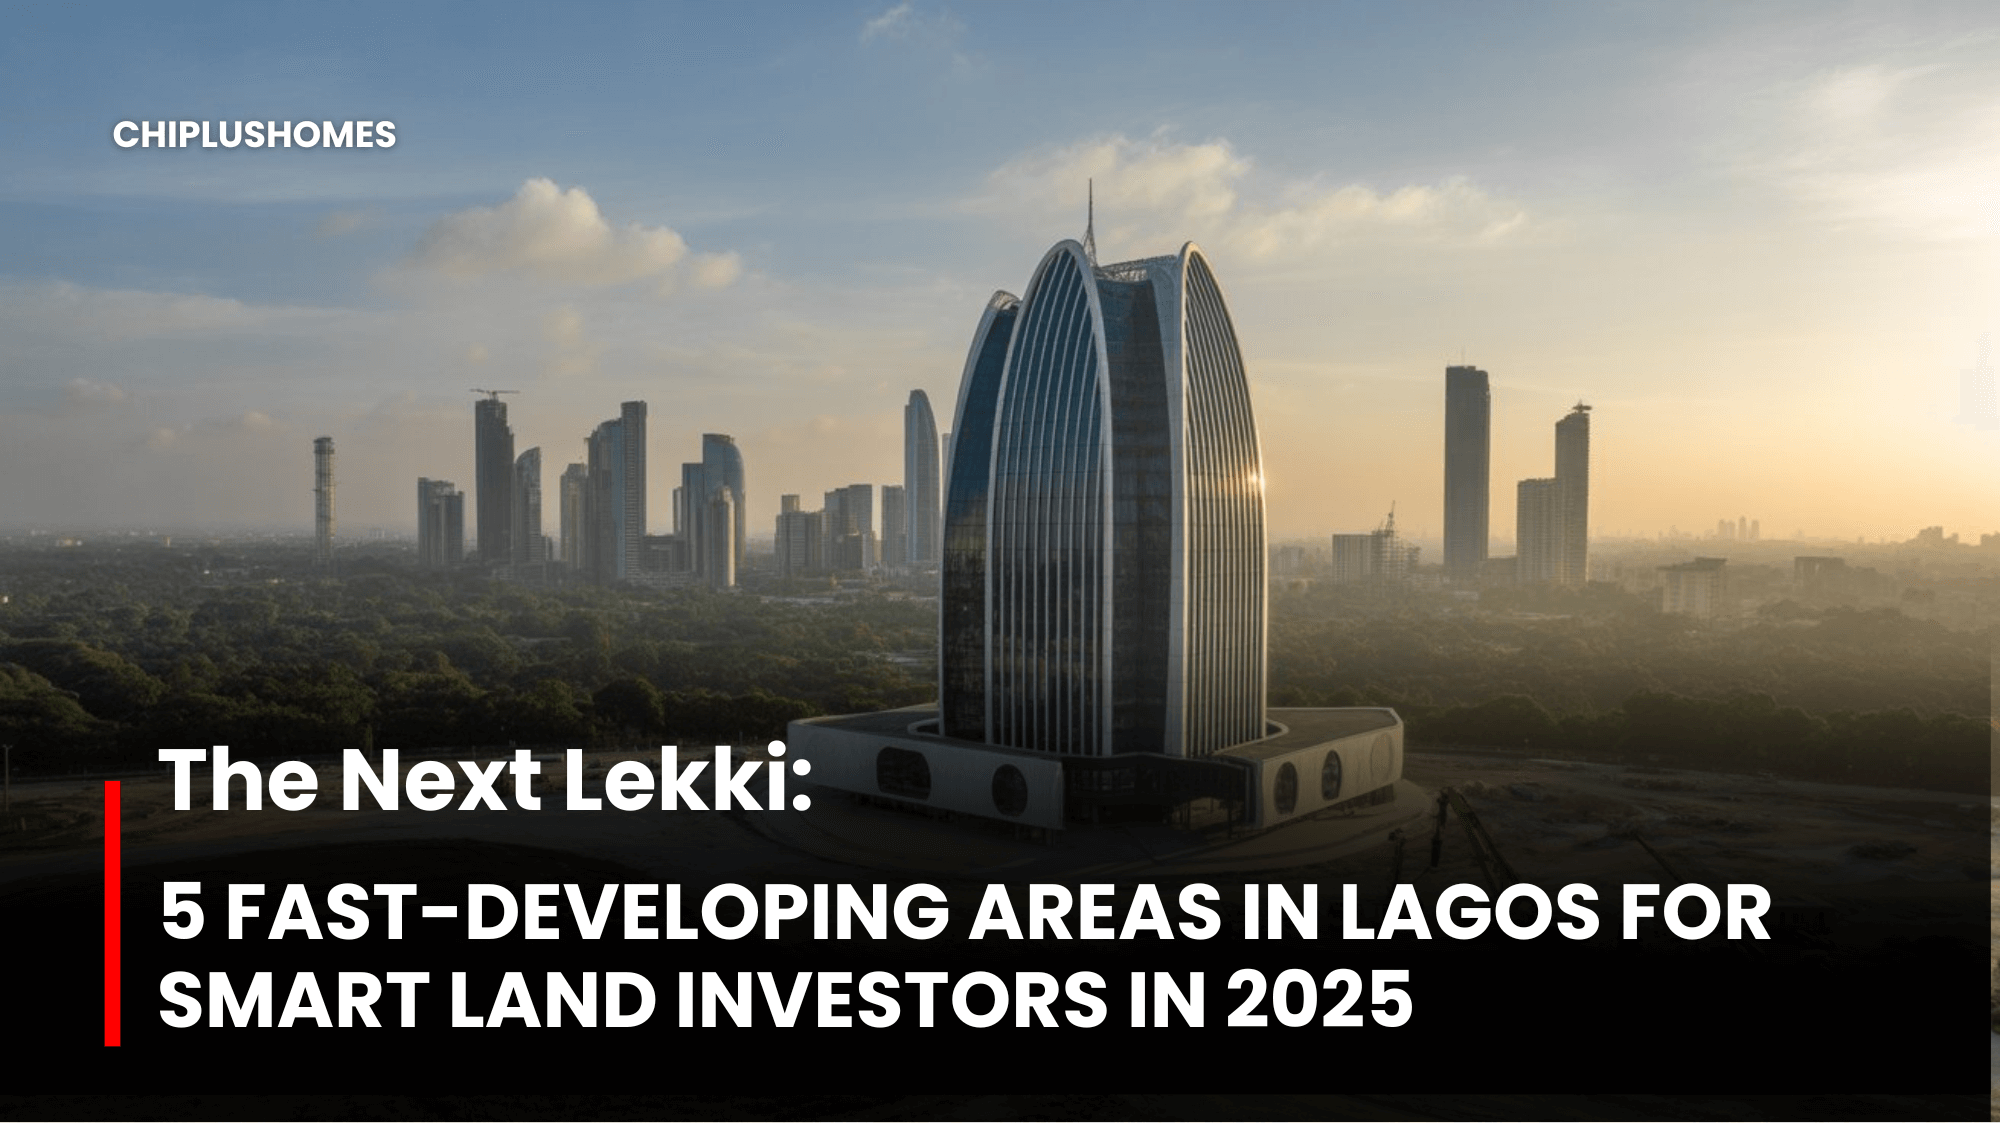 CHIPLUSHOMES
The Next Lekki:
5 FAST-DEVELOPING AREAS IN LAGOS FOR
SMART LAND INVESTORS IN 2025